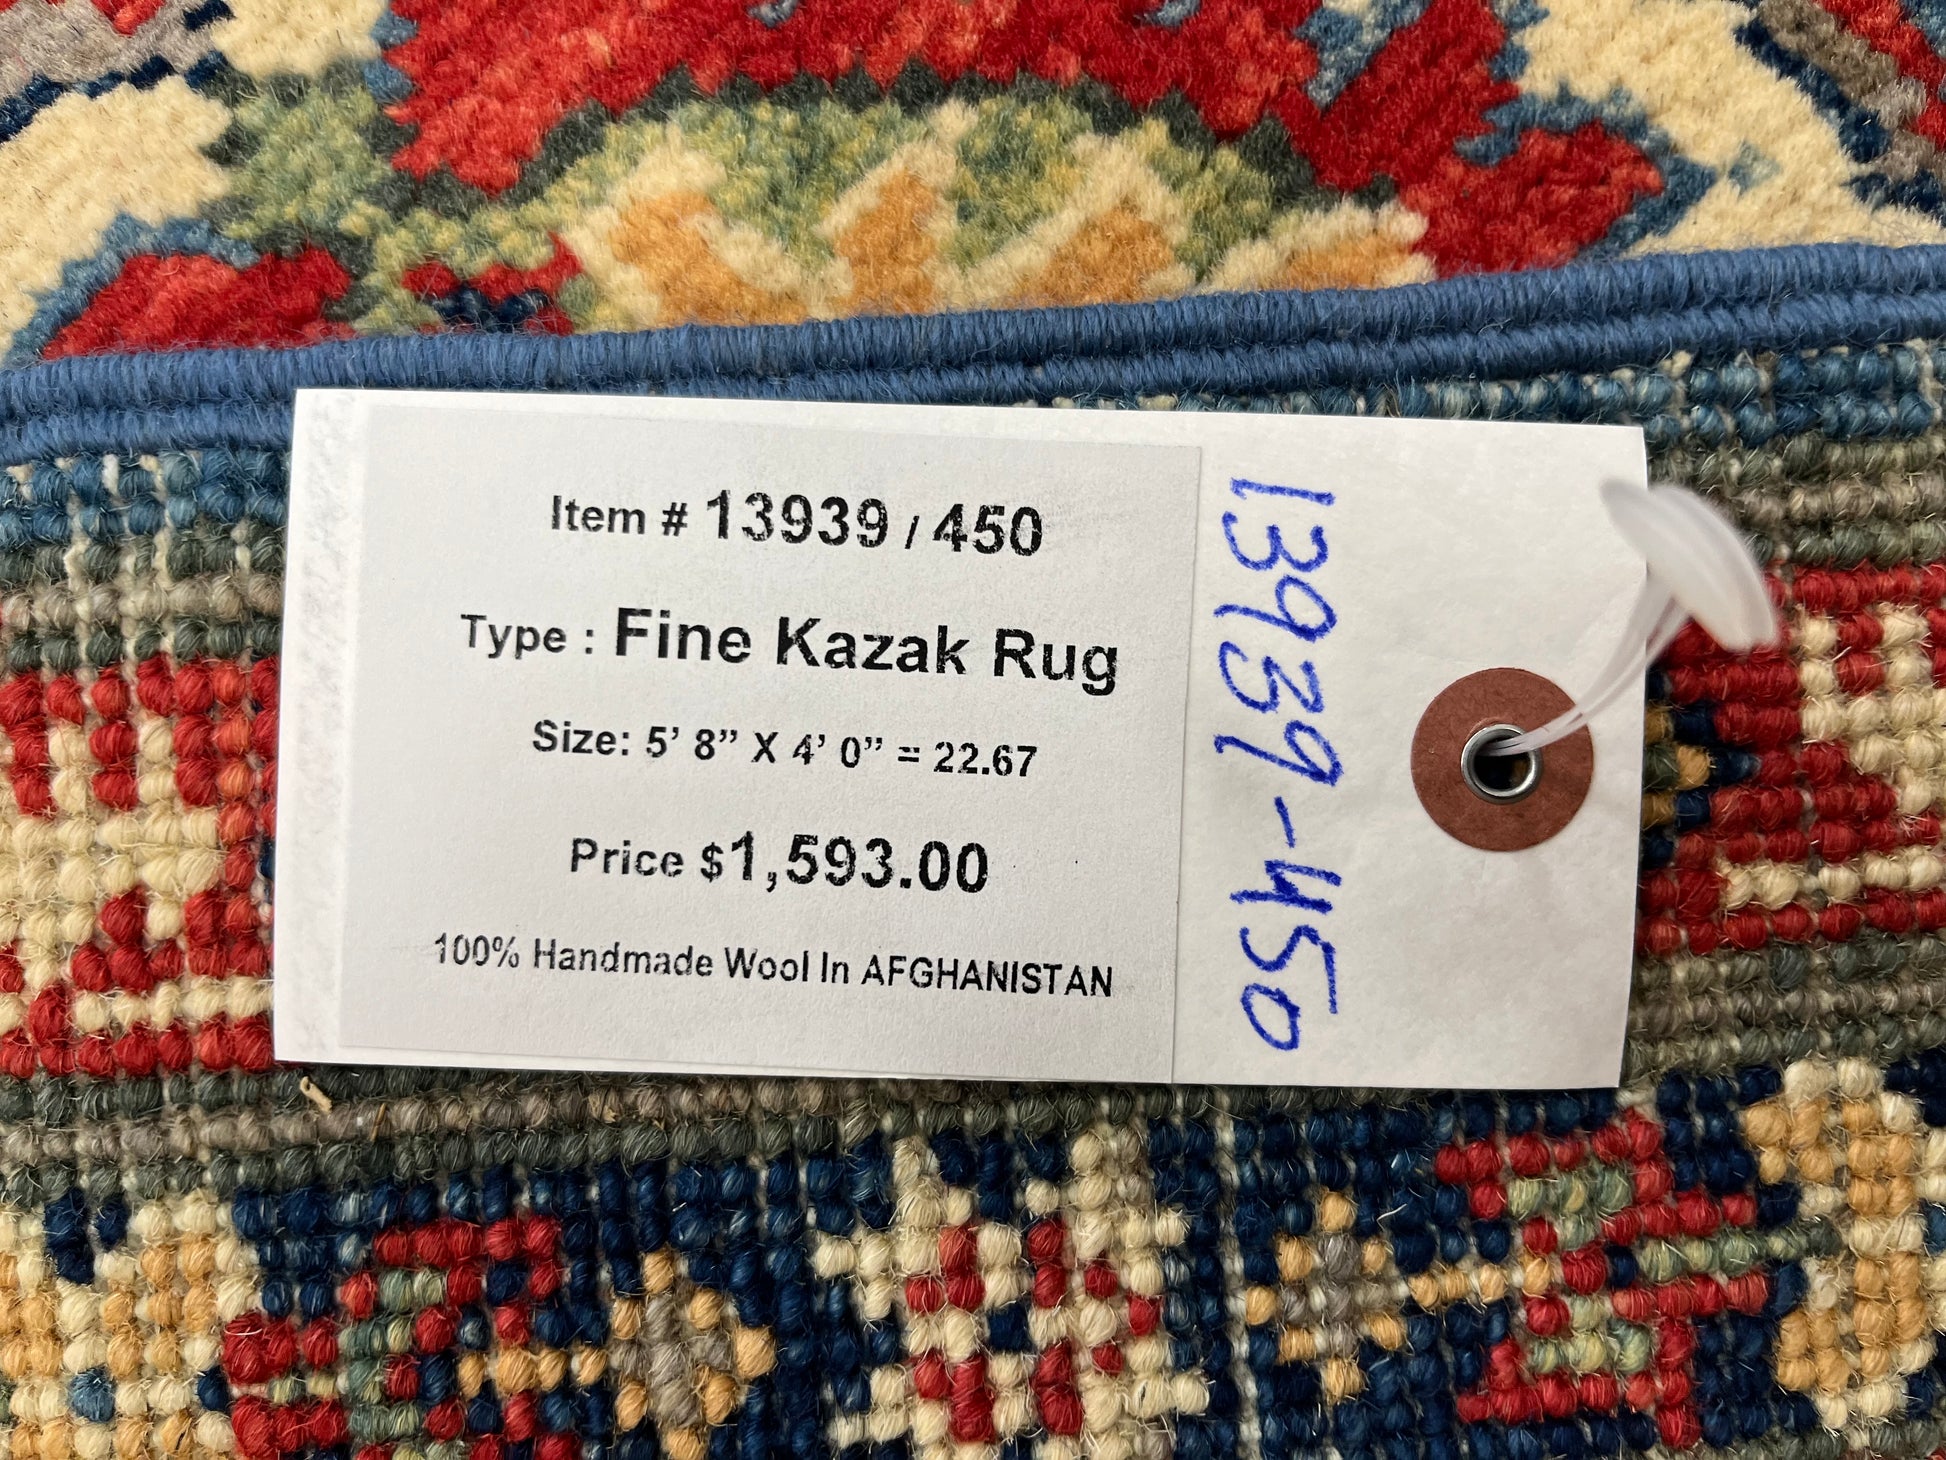 Item # 13939 / 450
Type : Fine Kazak Rug
Size: 5’ 8” X 4’ 0” = 22.67
Price $1,593.00
100% Handmade Wool In AFGHANISTAN
13939-450